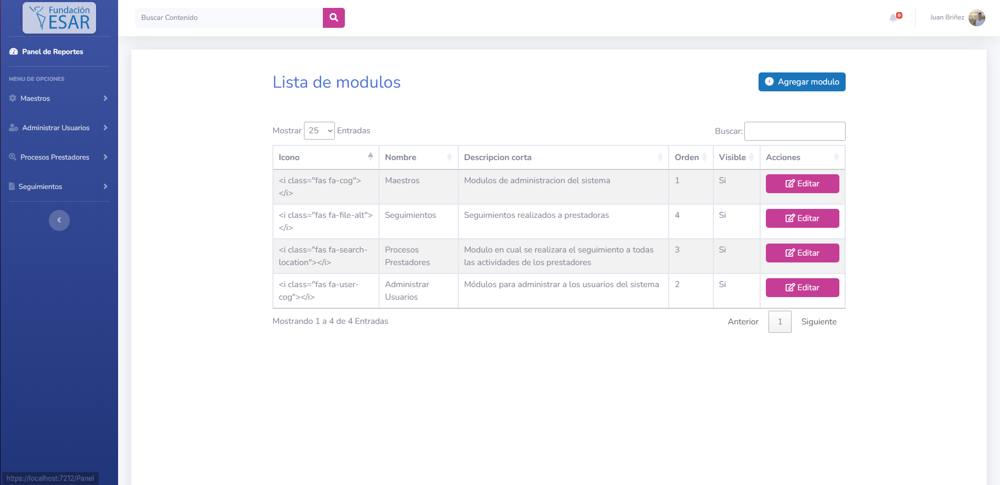 Fundación
ESAR
Buscar Contenido
0
Juan Briñez
Panel de Reportes
MENU DE OPCIONES
Maestros
Administrar Usuarios
Procesos Prestadores
Seguimientos
Lista de modulos
Agregar modulo
Mostrar 25 Entradas
Buscar:
Icono Nombre Descripcion corta Orden Visible Acciones
<i class="fas fa-cog"> Maestros Modulos de administracion del sistema 1 Si Editar
</i>
<i class="fas fa-file-alt"> Seguimientos Seguimientos realizados a prestadoras 4 Si Editar
</i>
<i class="fas fa-search- Procesos Modulo en cual se realizara el seguimiento a todas 3 Si Editar
location"></i> Prestadores las actividades de los prestadores
<i class="fas fa-user- Administrar Módulos para administrar a los usuarios del sistema 2 Si Editar
cog"></i> Usuarios
Mostrando 1 a 4 de 4 Entradas
Anterior 1 Siguiente
https://localhost:7212/Panel